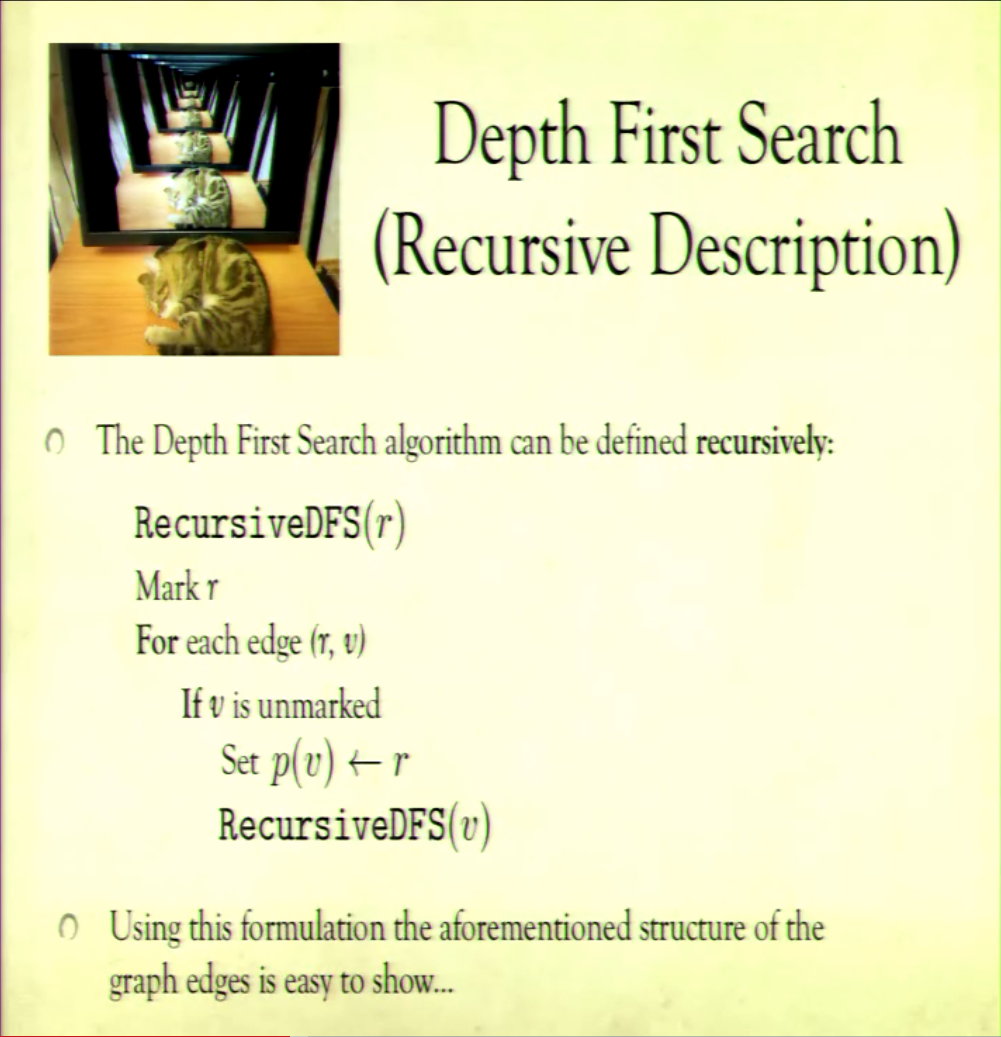 Depth First Search
(Recursive Description)
The Depth First Search algorithm can be defined recursively:
RecursiveDFS(r)
Mark r
For each edge (r, v)
If v is unmarked
Set p(v) ← r
RecursiveDFS(v)
Using this formulation the aforementioned structure of the
graph edges is easy to show...